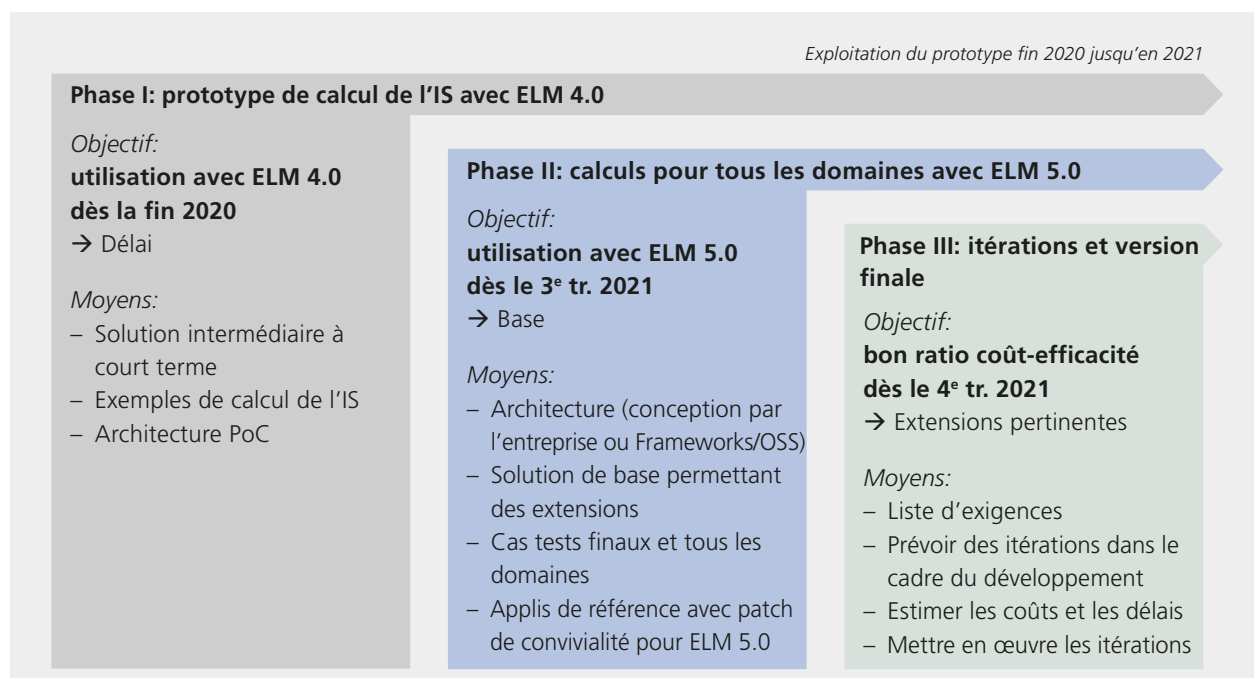 Exploitation du prototype fin 2020 jusqu'en 2021
Phase I: prototype de calcul de l'IS avec ELM 4.0
Objectif:
utilisation avec ELM 4.0
dès la fin 2020
→ Délai
Moyens:
– Solution intermédiaire à
court terme
– Exemples de calcul de l'IS
– Architecture PoC
Phase II: calculs pour tous les domaines avec ELM 5.0
Objectif:
utilisation avec ELM 5.0
dès le 3e tr. 2021
→ Base
Moyens:
– Architecture (conception par
l'entreprise ou Frameworks/OSS)
– Solution de base permettant
des extensions
– Cas tests finaux et tous les
domaines
– Applis de référence avec patch
de convivialité pour ELM 5.0
Phase III: itérations et version
finale
Objectif:
bon ratio coût-efficacité
dès le 4e tr. 2021
→ Extensions pertinentes
Moyens:
– Liste d'exigences
– Prévoir des itérations dans le
cadre du développement
– Estimer les coûts et les délais
– Mettre en œuvre les itérations